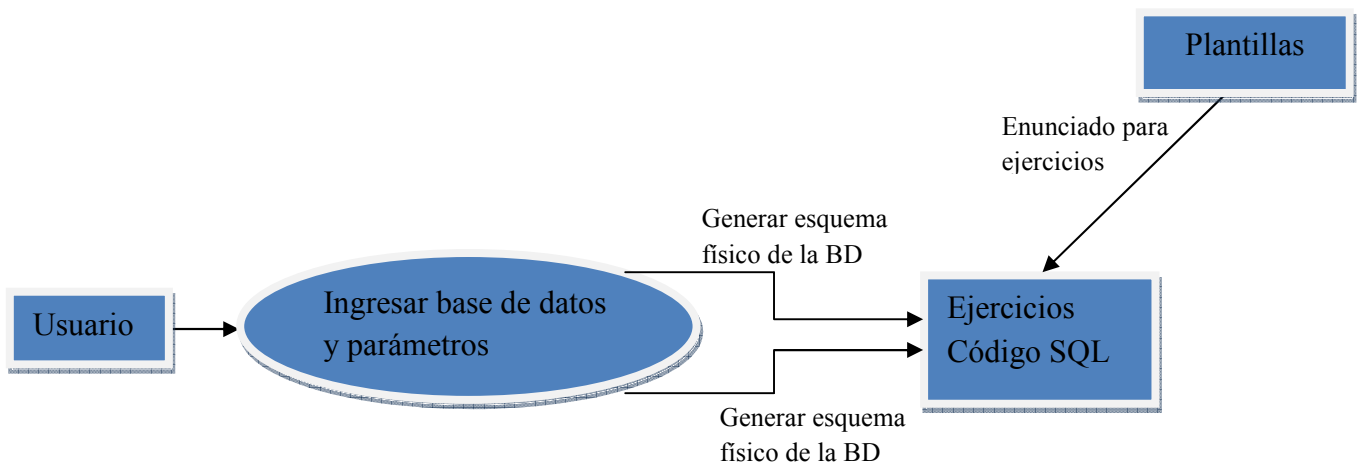 Plantillas
Enunciado para
ejercicios
Generar esquema
físico de la BD
Usuario
Ingresar base de datos
y parámetros
Ejercicios
Código SQL
Generar esquema
físico de la BD